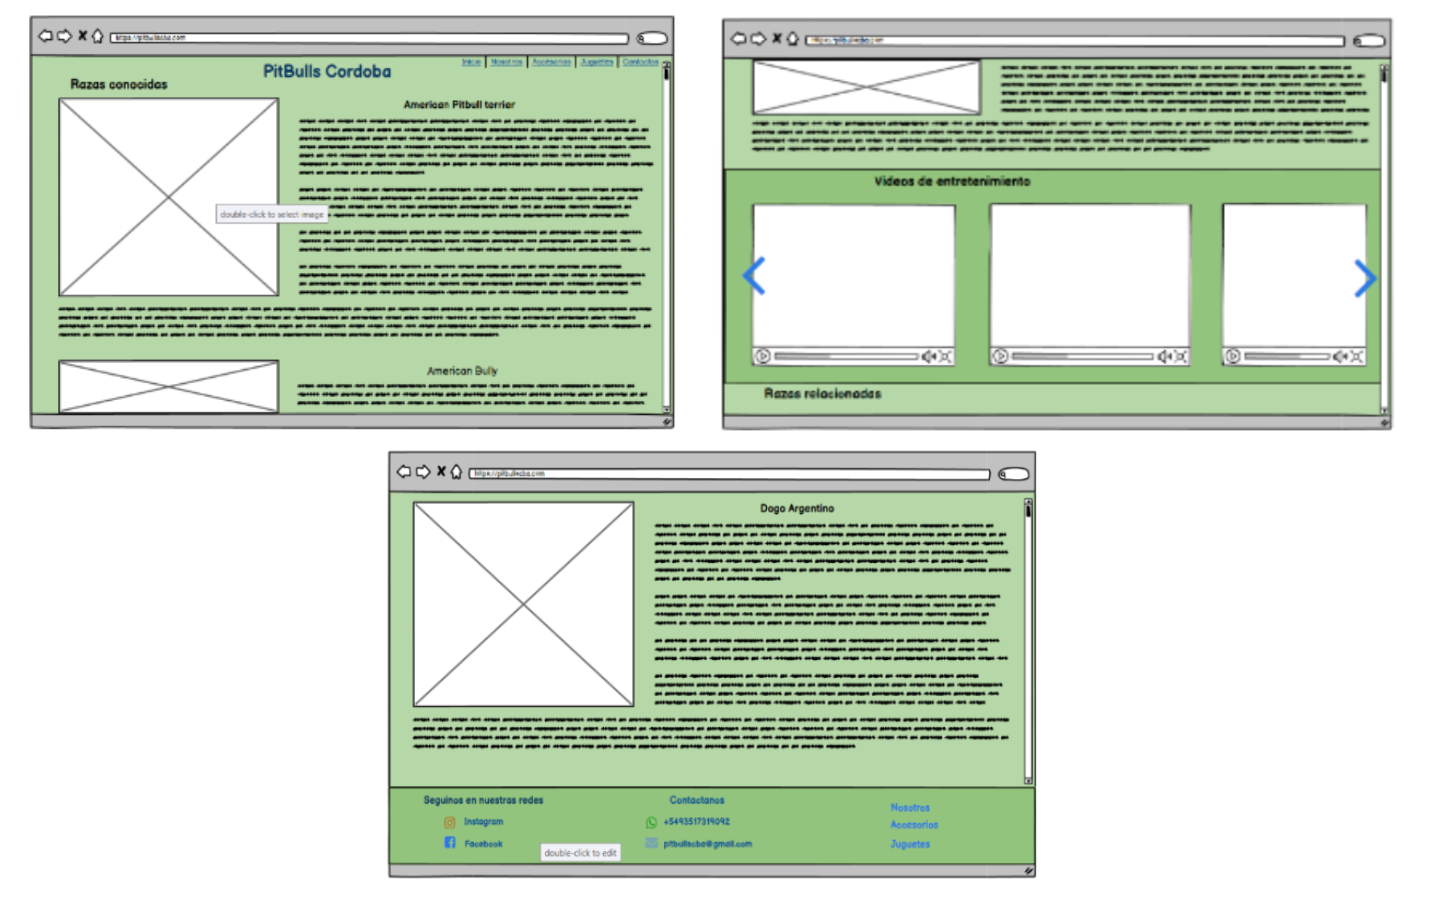 https://pitbullscba.com
Inicio | Nosotros | Accesorios | Juguetes | Contactos
PitBulls Cordoba
Razas conocidas
American Pitbull terrier
double-click to select image
American Bully
https://pitbullscba.com
Videos de entretenimiento
Razas relacionadas
https://pitbullscba.com
Dogo Argentino
Seguinos en nuestras redes
Contactanos
Nosotros
Instagram
+5493517319092
Accesorios
Facebook
pitbullscba@gmail.com
Juguetes
double-click to edit